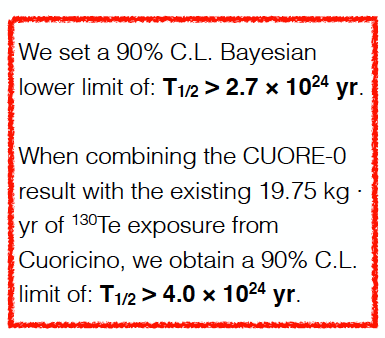 We set a 90% C.L. Bayesian
lower limit of: T1/2 > 2.7 × 10²⁴ yr.
When combining the CUORE-0
result with the existing 19.75 kg ·
yr of ¹³⁰Te exposure from
Cuoricino, we obtain a 90% C.L.
limit of: T1/2 > 4.0 × 10²⁴ yr.